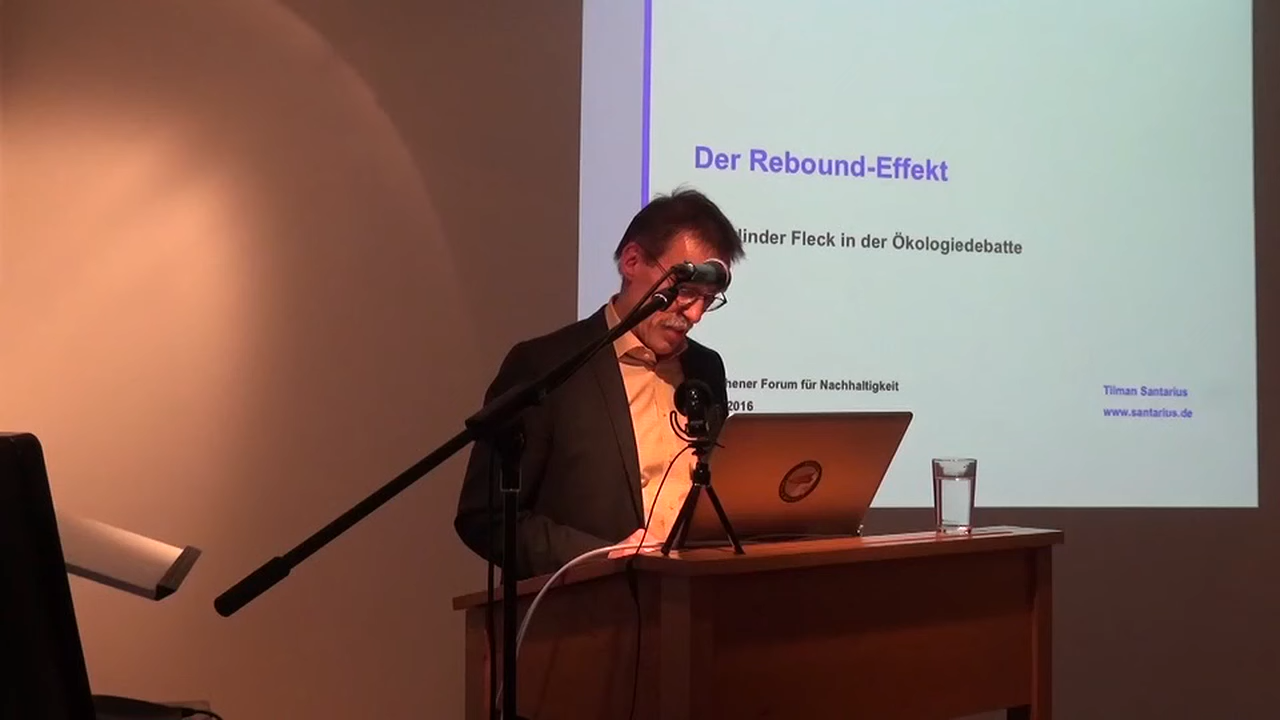 Der Rebound-Effekt
linder Fleck in der Ökologiedebatte
hener Forum für Nachhaltigkeit
2016
Tilman Santarius
www.santarius.de